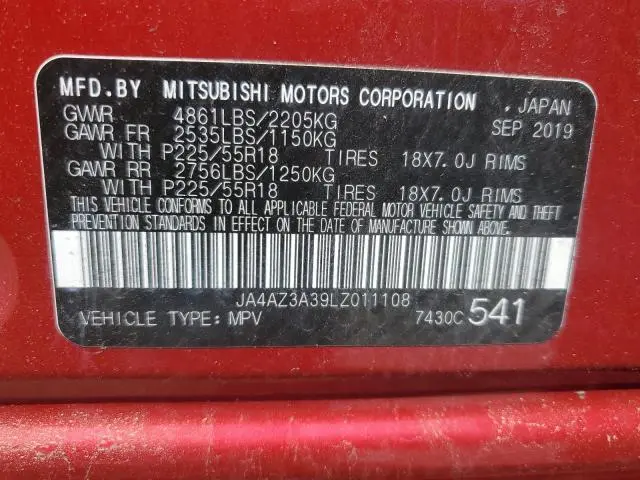 MFD.BY MITSUBISHI MOTORS CORPORATION, JAPAN
GVWR 4861LBS/2205KG SEP 2019
GAWR FR 2535LBS/1150KG
WITH P225/55R18 TIRES 18X7.0J RIMS
GAWR RR 2756LBS/1250KG
WITH P225/55R18 TIRES 18X7.0J RIMS
THIS VEHICLE CONFORMS TO ALL APPLICABLE FEDERAL MOTOR VEHICLE SAFETY AND THEFT
PREVENTION STANDARDS IN EFFECT ON THE DATE OF MANUFACTURE SHOWN ABOVE.
JA4AZ3A39LZ011108
VEHICLE TYPE: MPV 7430C 541